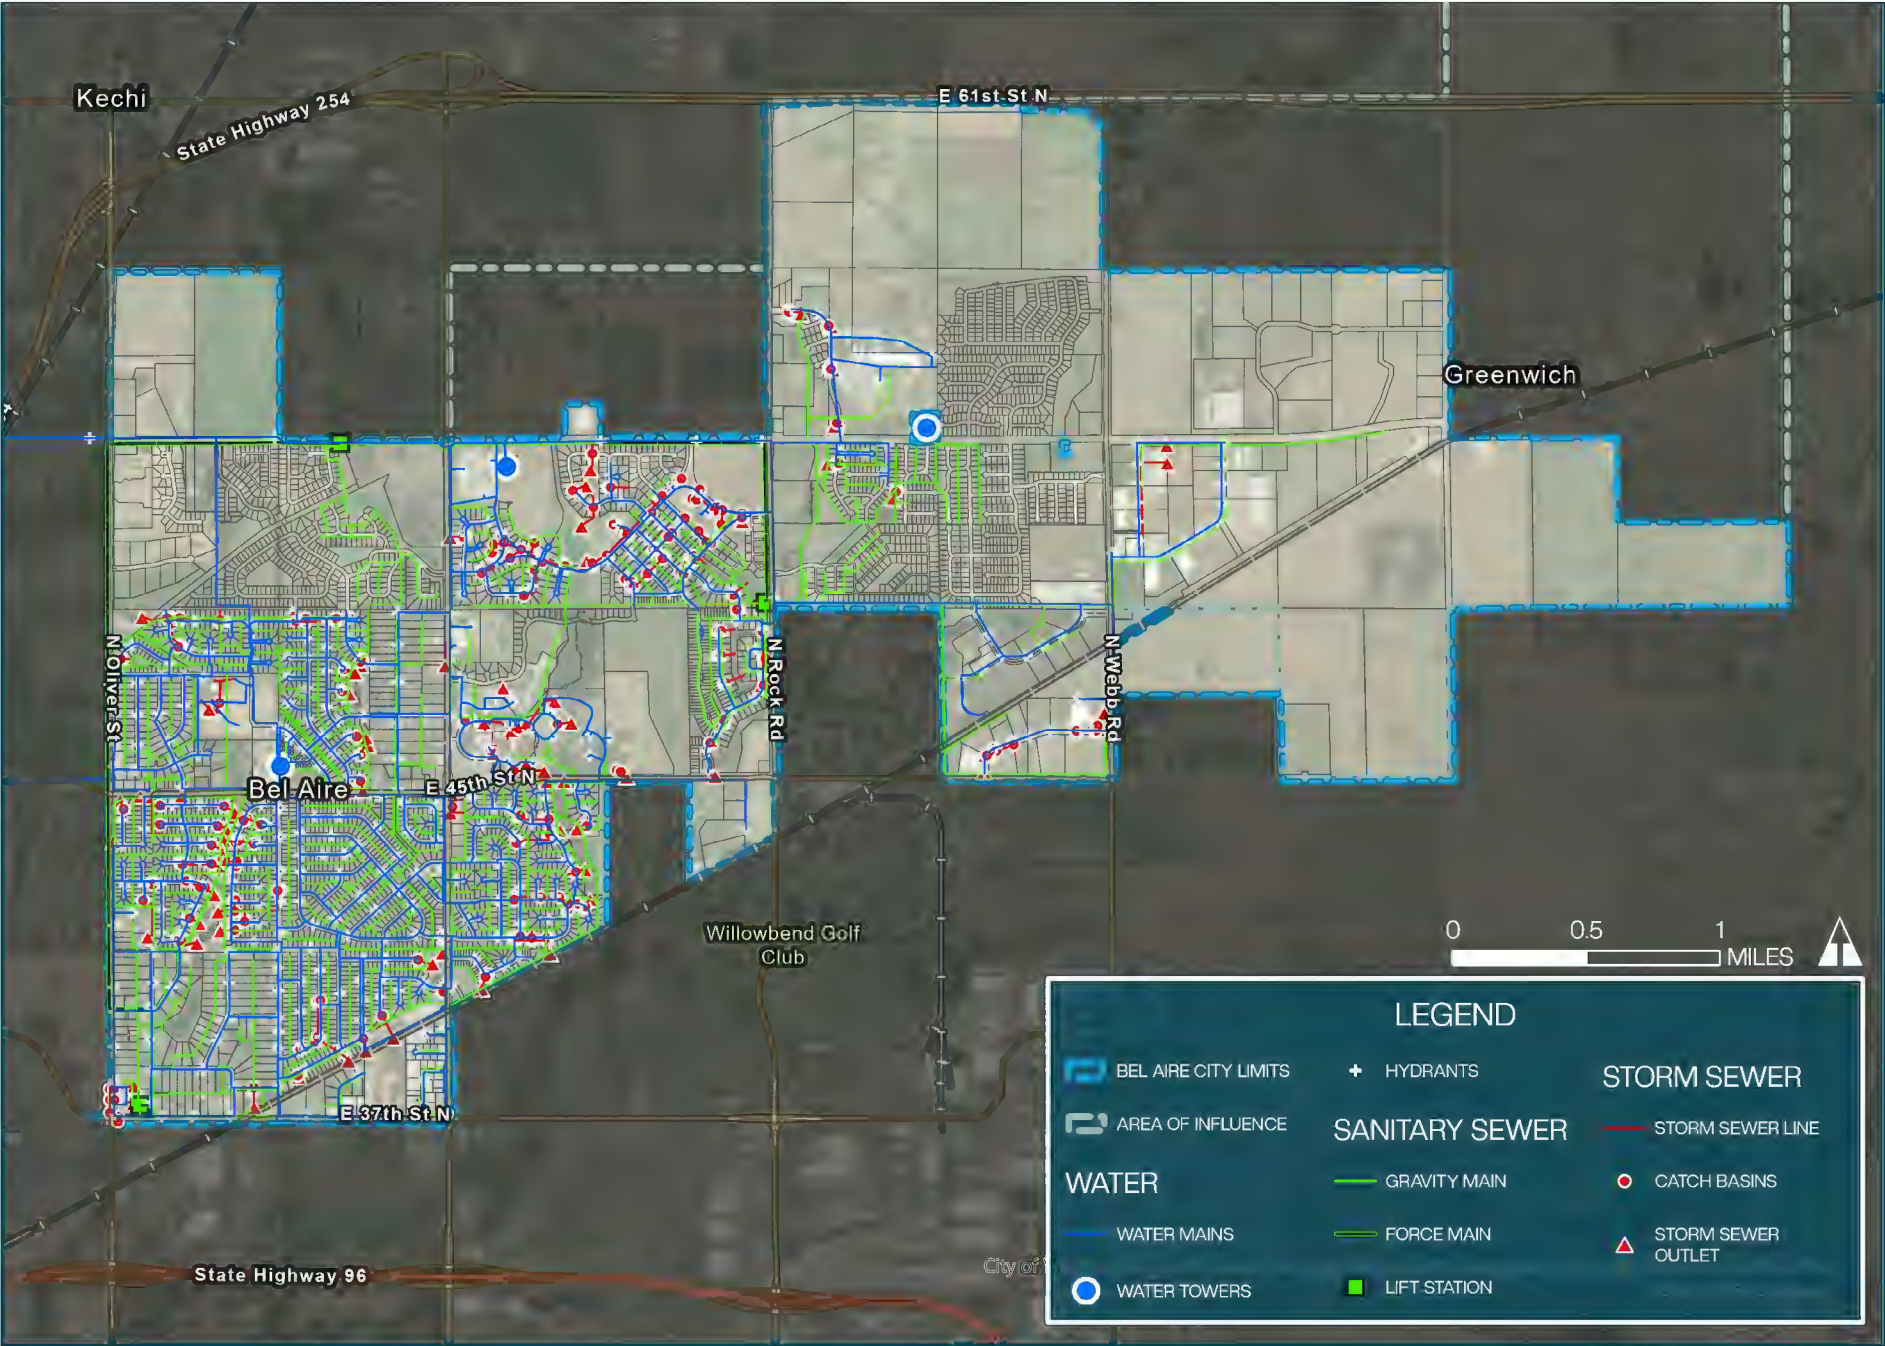 Kechi
State Highway 254
E 61st St N
Greenwich
N Oliver St
N Rock Rd
N Webb Rd
Bel Aire
E 45th St N
Willowbend Golf
Club
E 37th St N
State Highway 96
City of
0 0.5 1
MILES
LEGEND
BEL AIRE CITY LIMITS
AREA OF INFLUENCE
WATER
WATER MAINS
WATER TOWERS
HYDRANTS
SANITARY SEWER
GRAVITY MAIN
FORCE MAIN
LIFT STATION
STORM SEWER
STORM SEWER LINE
CATCH BASINS
STORM SEWER
OUTLET